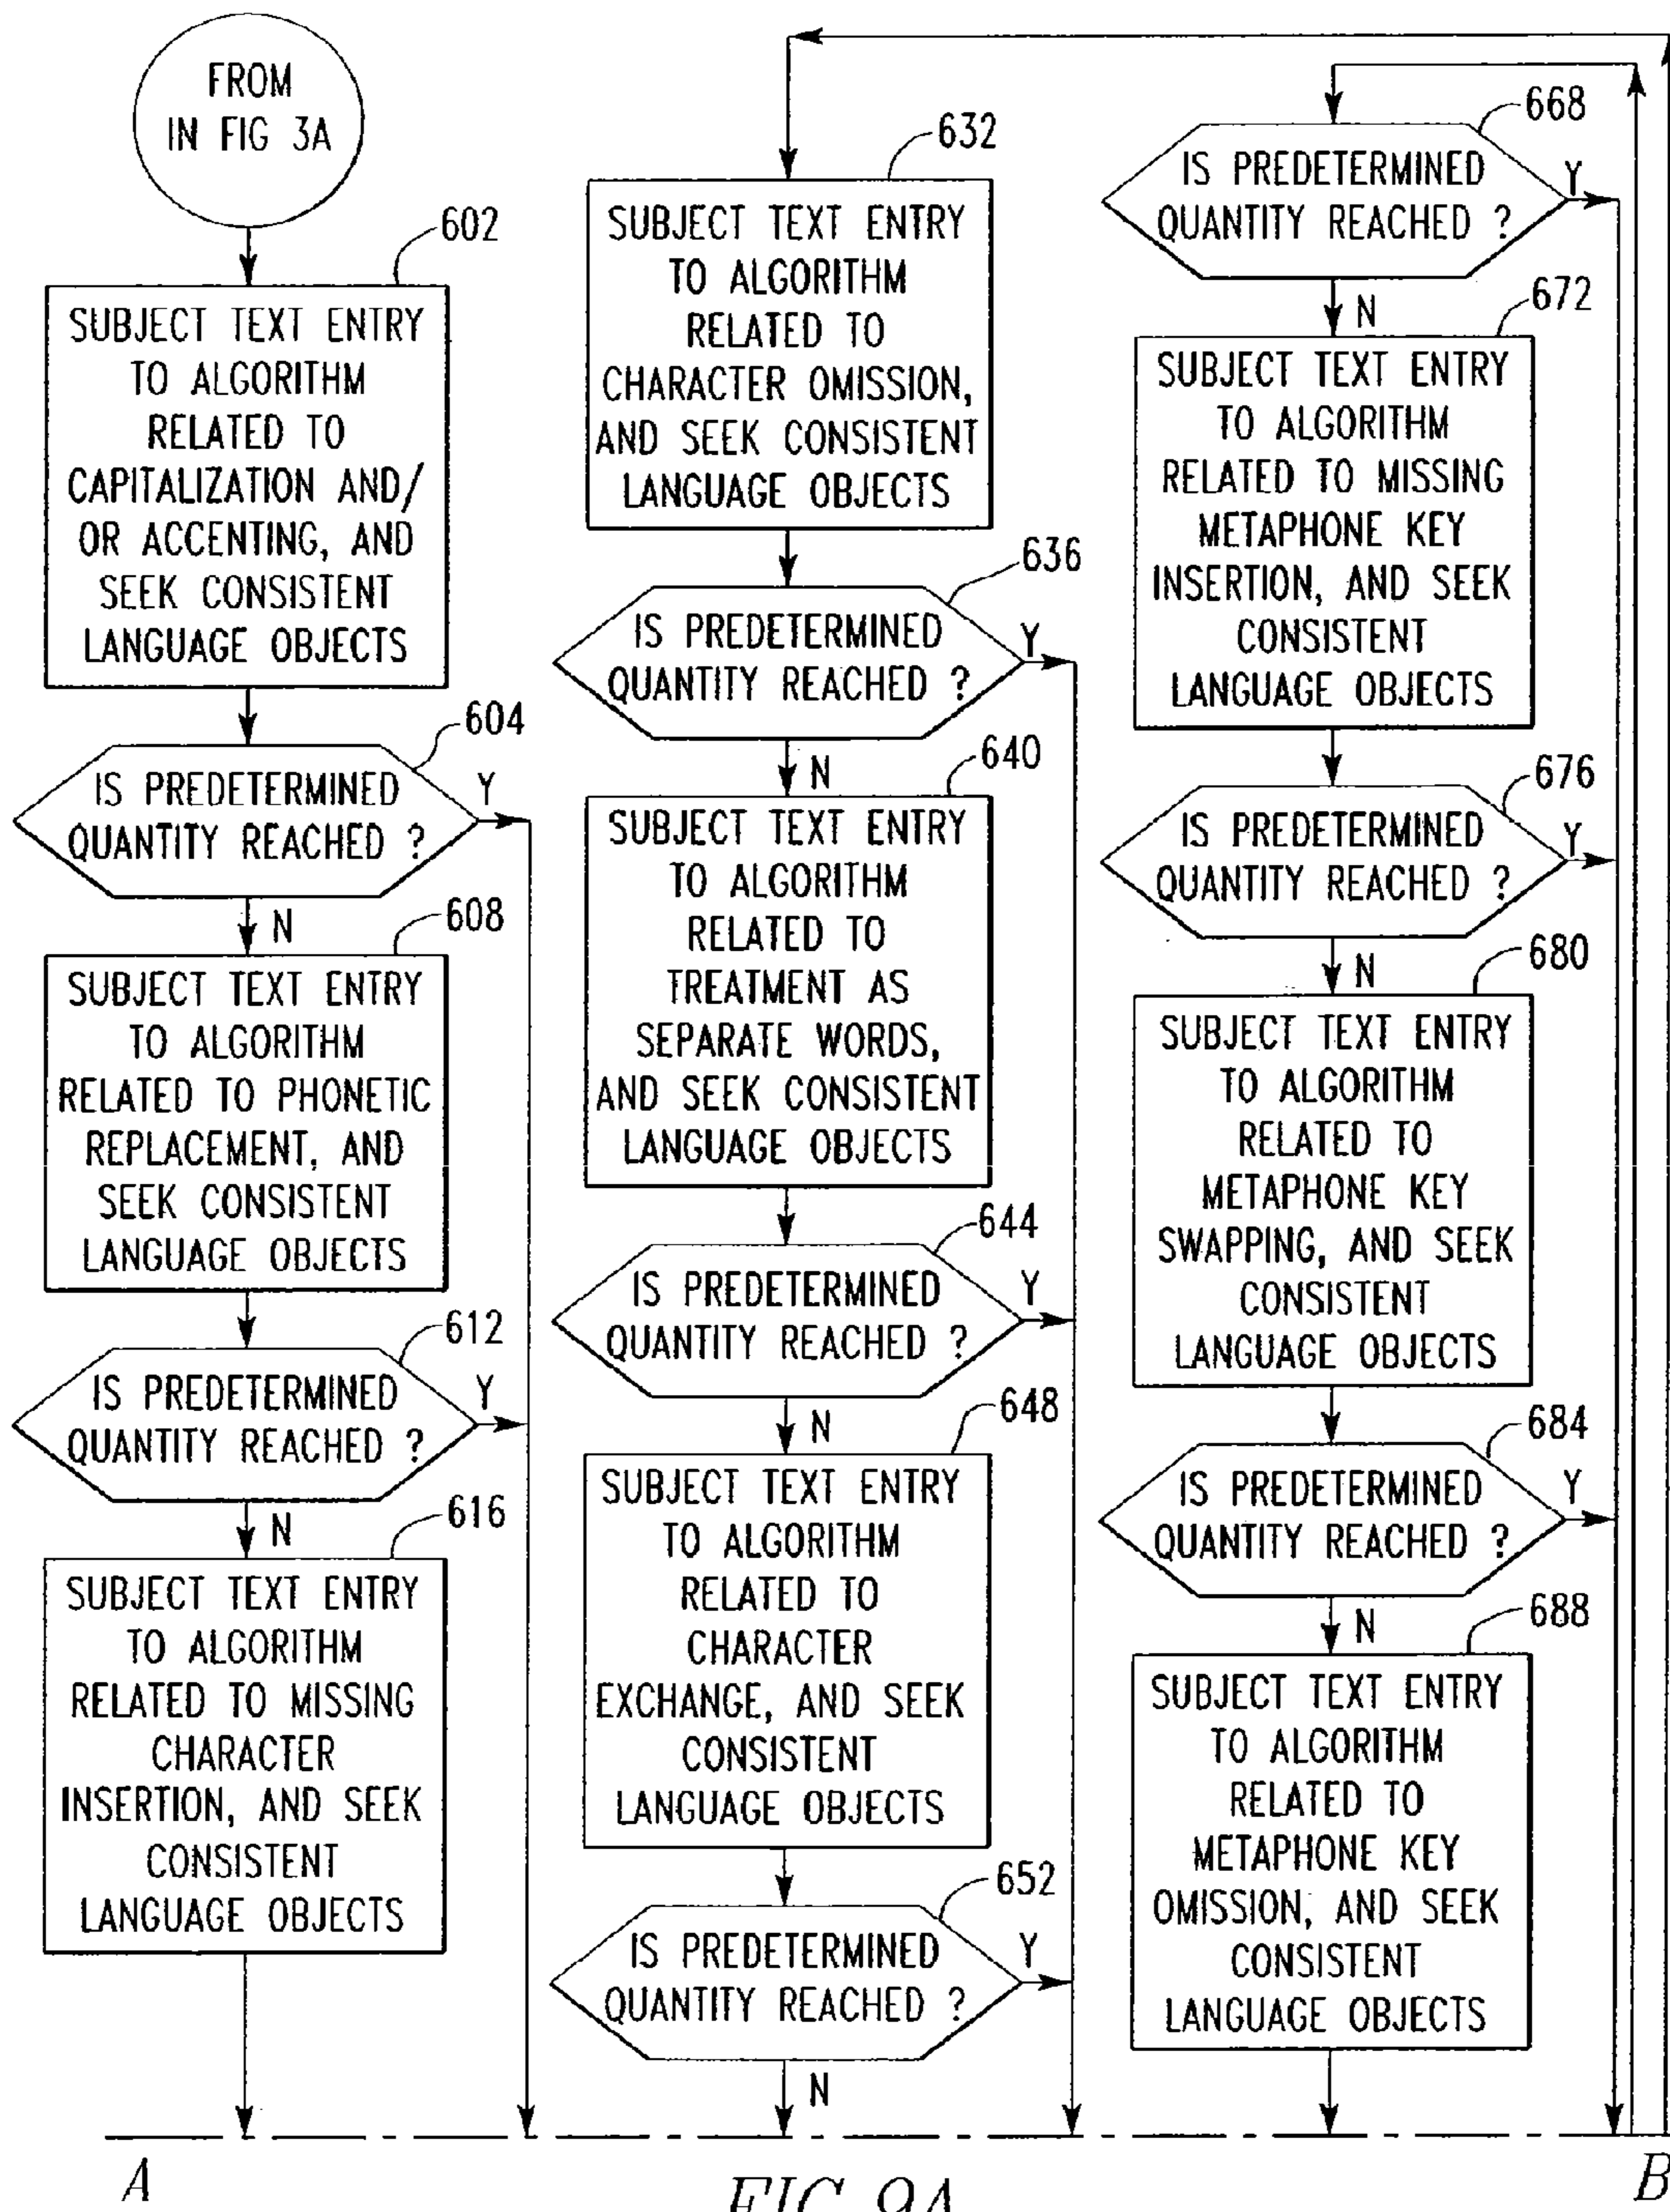 FROM
IN FIG 3A
602
SUBJECT TEXT ENTRY
TO ALGORITHM
RELATED TO
CAPITALIZATION AND/
OR ACCENTING, AND
SEEK CONSISTENT
LANGUAGE OBJECTS
604
IS PREDETERMINED
QUANTITY REACHED ?
Y
N
608
SUBJECT TEXT ENTRY
TO ALGORITHM
RELATED TO PHONETIC
REPLACEMENT, AND
SEEK CONSISTENT
LANGUAGE OBJECTS
612
IS PREDETERMINED
QUANTITY REACHED ?
Y
N
616
SUBJECT TEXT ENTRY
TO ALGORITHM
RELATED TO MISSING
CHARACTER
INSERTION, AND SEEK
CONSISTENT
LANGUAGE OBJECTS
632
SUBJECT TEXT ENTRY
TO ALGORITHM
RELATED TO
CHARACTER OMISSION,
AND SEEK CONSISTENT
LANGUAGE OBJECTS
636
IS PREDETERMINED
QUANTITY REACHED ?
Y
N
640
SUBJECT TEXT ENTRY
TO ALGORITHM
RELATED TO
TREATMENT AS
SEPARATE WORDS,
AND SEEK CONSISTENT
LANGUAGE OBJECTS
644
IS PREDETERMINED
QUANTITY REACHED ?
Y
N
648
SUBJECT TEXT ENTRY
TO ALGORITHM
RELATED TO
CHARACTER
EXCHANGE, AND SEEK
CONSISTENT
LANGUAGE OBJECTS
652
IS PREDETERMINED
QUANTITY REACHED ?
Y
N
668
IS PREDETERMINED
QUANTITY REACHED ?
Y
N
672
SUBJECT TEXT ENTRY
TO ALGORITHM
RELATED TO MISSING
METAPHONE KEY
INSERTION, AND SEEK
CONSISTENT
LANGUAGE OBJECTS
676
IS PREDETERMINED
QUANTITY REACHED ?
Y
N
680
SUBJECT TEXT ENTRY
TO ALGORITHM
RELATED TO
METAPHONE KEY
SWAPPING, AND SEEK
CONSISTENT
LANGUAGE OBJECTS
684
IS PREDETERMINED
QUANTITY REACHED ?
Y
N
688
SUBJECT TEXT ENTRY
TO ALGORITHM
RELATED TO
METAPHONE KEY
OMISSION, AND SEEK
CONSISTENT
LANGUAGE OBJECTS
A
B
FIG. 9A